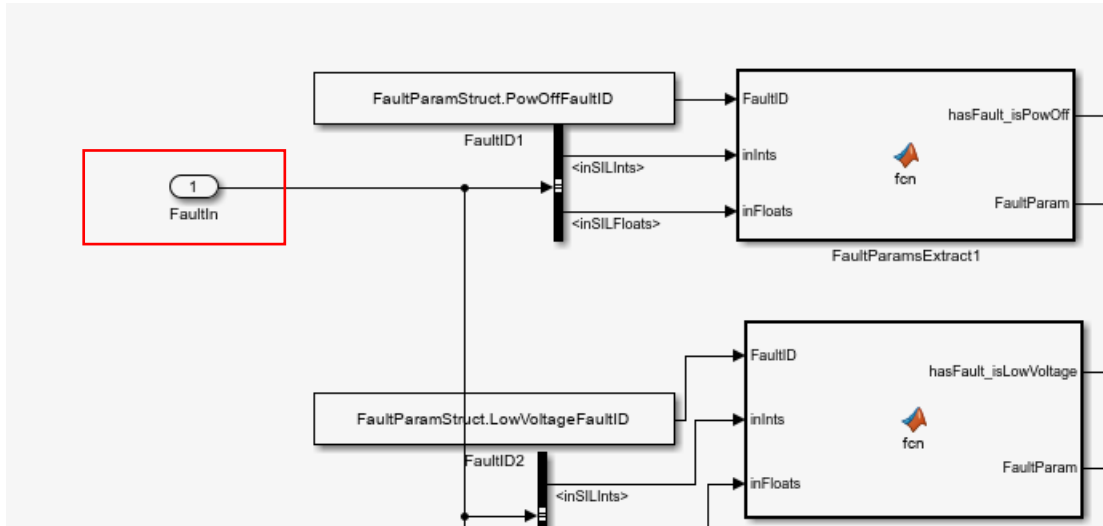 FaultParamStruct.PowOffFaultID
FaultID1
1
FaultIn
<inSILInts>
<inSILFloats>
FaultID
inInts
inFloats
fcn
hasFault_isPowOff
FaultParam
FaultParamsExtract1
FaultParamStruct.LowVoltageFaultID
FaultID2
<inSILInts>
FaultID
inInts
inFloats
fcn
hasFault_isLowVoltage
FaultParam